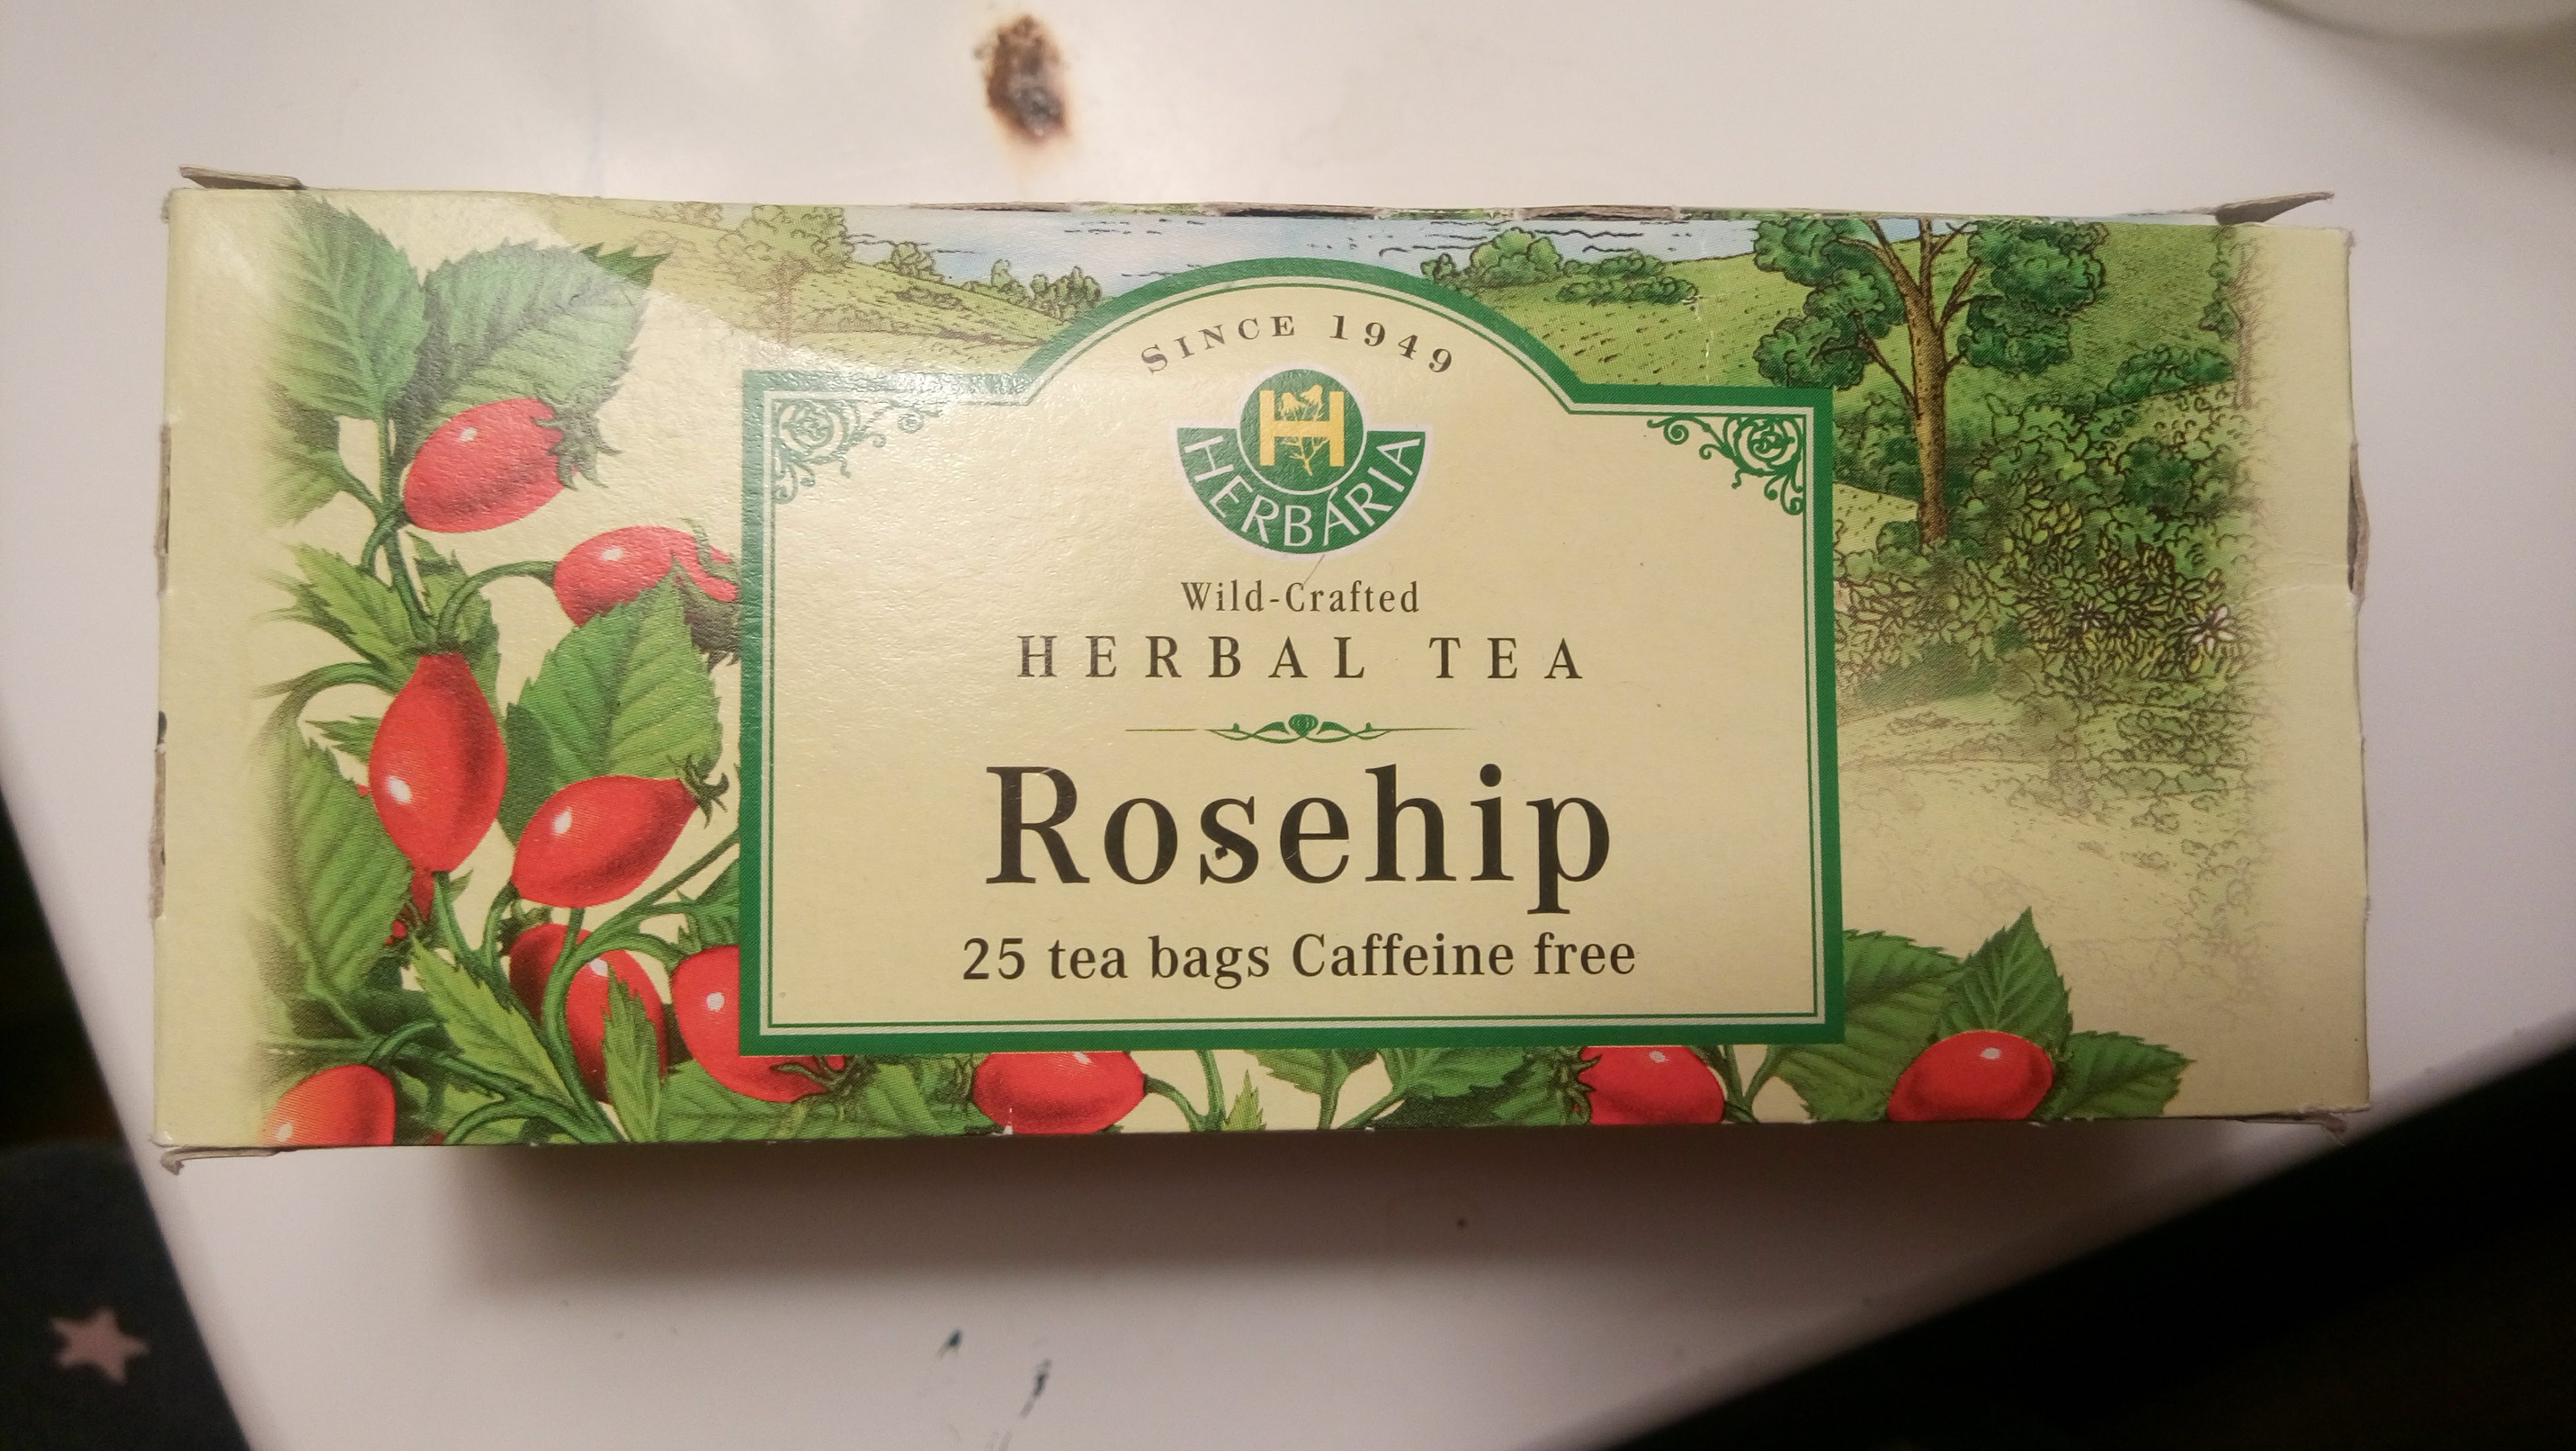 SINCE 1949
H
HERBÁRIA
Wild-Crafted
HERBAL TEA
Rosehip
25 tea bags Caffeine free